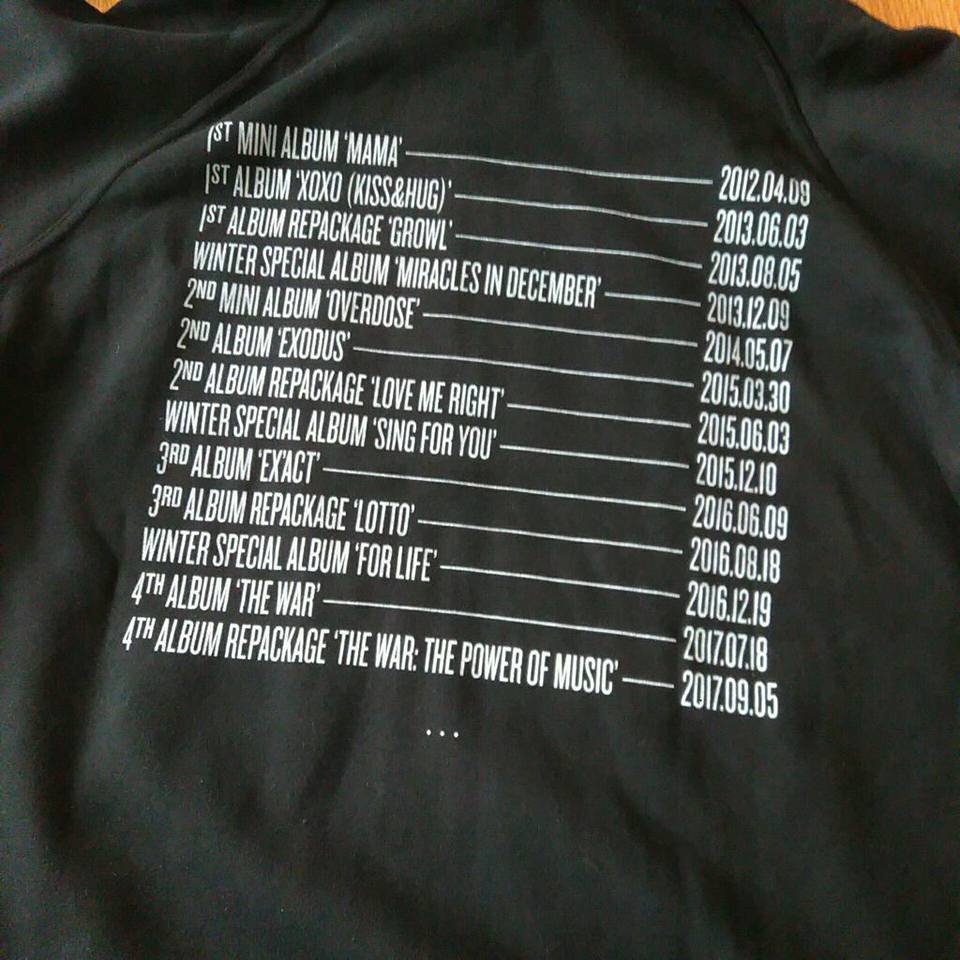 1ST MINI ALBUM 'MAMA' 2012.04.09
1ST ALBUM 'XOXO (KISS&HUG)' 2013.06.03
1ST ALBUM REPACKAGE 'GROWL' 2013.08.05
WINTER SPECIAL ALBUM 'MIRACLES IN DECEMBER' 2013.12.09
2ND MINI ALBUM 'OVERDOSE' 2014.05.07
2ND ALBUM 'EXODUS' 2015.03.30
2ND ALBUM REPACKAGE 'LOVE ME RIGHT' 2015.06.03
WINTER SPECIAL ALBUM 'SING FOR YOU' 2015.12.10
3RD ALBUM 'EX'ACT' 2016.06.09
3RD ALBUM REPACKAGE 'LOTTO' 2016.08.18
WINTER SPECIAL ALBUM 'FOR LIFE' 2016.12.19
4TH ALBUM 'THE WAR' 2017.07.18
4TH ALBUM REPACKAGE 'THE WAR: THE POWER OF MUSIC' 2017.09.05
...